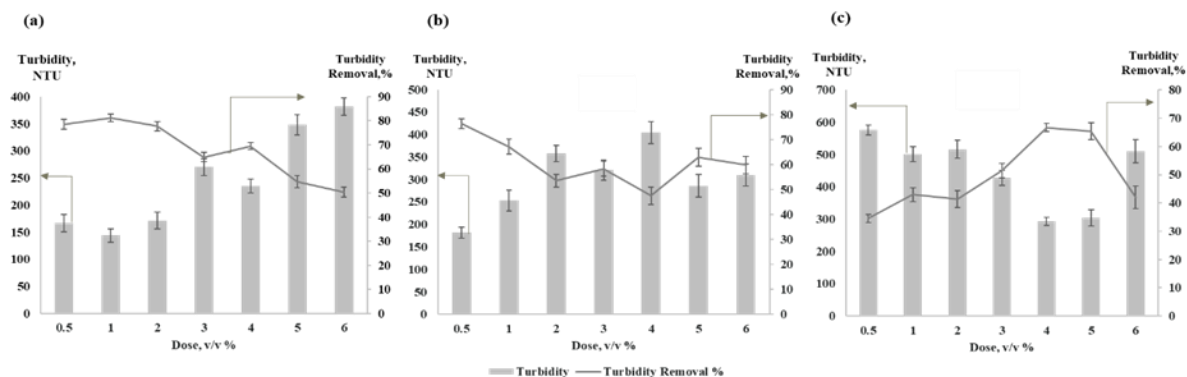 (a)
Turbidity,
NTU
Turbidity
Removal,%
400
350
300
250
200
150
100
50
0
90
80
70
60
50
40
30
20
10
0
0.5 1 2 3 4 5 6
Dose, v/v %
(b)
Turbidity,
NTU
Turbidity
Removal,%
500
450
400
350
300
250
200
150
100
50
0
90
80
70
60
50
40
30
20
10
0
0.5 1 2 3 4 5 6
Dose, v/v %
(c)
Turbidity,
NTU
Turbidity
Removal,%
700
600
500
400
300
200
100
0
80
70
60
50
40
30
20
10
0
0.5 1 2 3 4 5 6
Dose, v/v %
Turbidity Turbidity Removal %